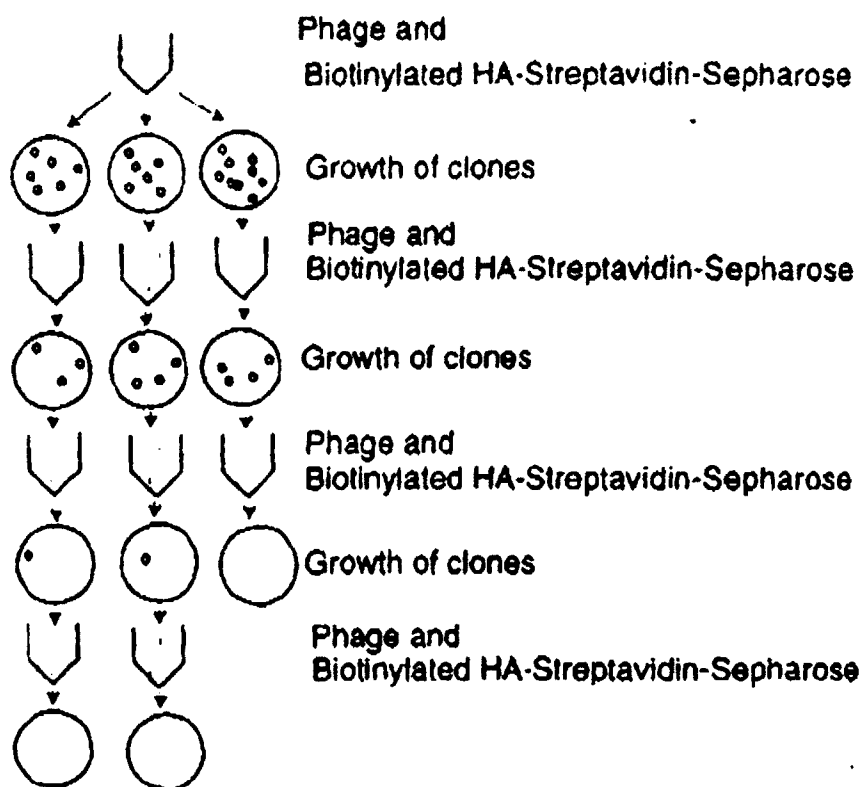 Phage and
Biotinylated HA-Streptavidin-Sepharose
Growth of clones
Phage and
Biotinylated HA-Streptavidin-Sepharose
Growth of clones
Phage and
Biotinylated HA-Streptavidin-Sepharose
Growth of clones
Phage and
Biotinylated HA-Streptavidin-Sepharose